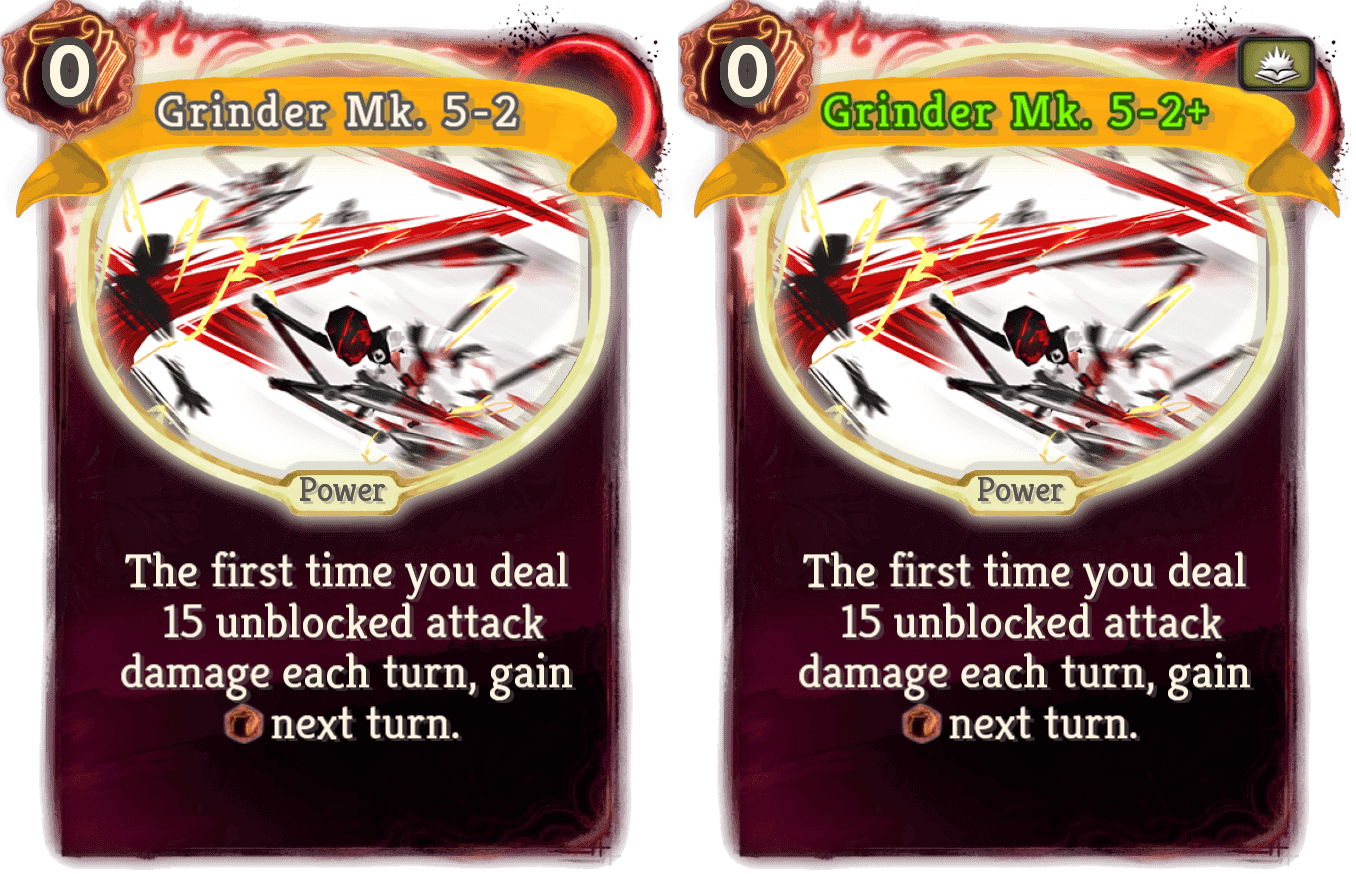 0
Grinder Mk. 5-2
Power
The first time you deal
15 unblocked attack
damage each turn, gain
next turn.
0
Grinder Mk. 5-2+
Power
The first time you deal
15 unblocked attack
damage each turn, gain
next turn.